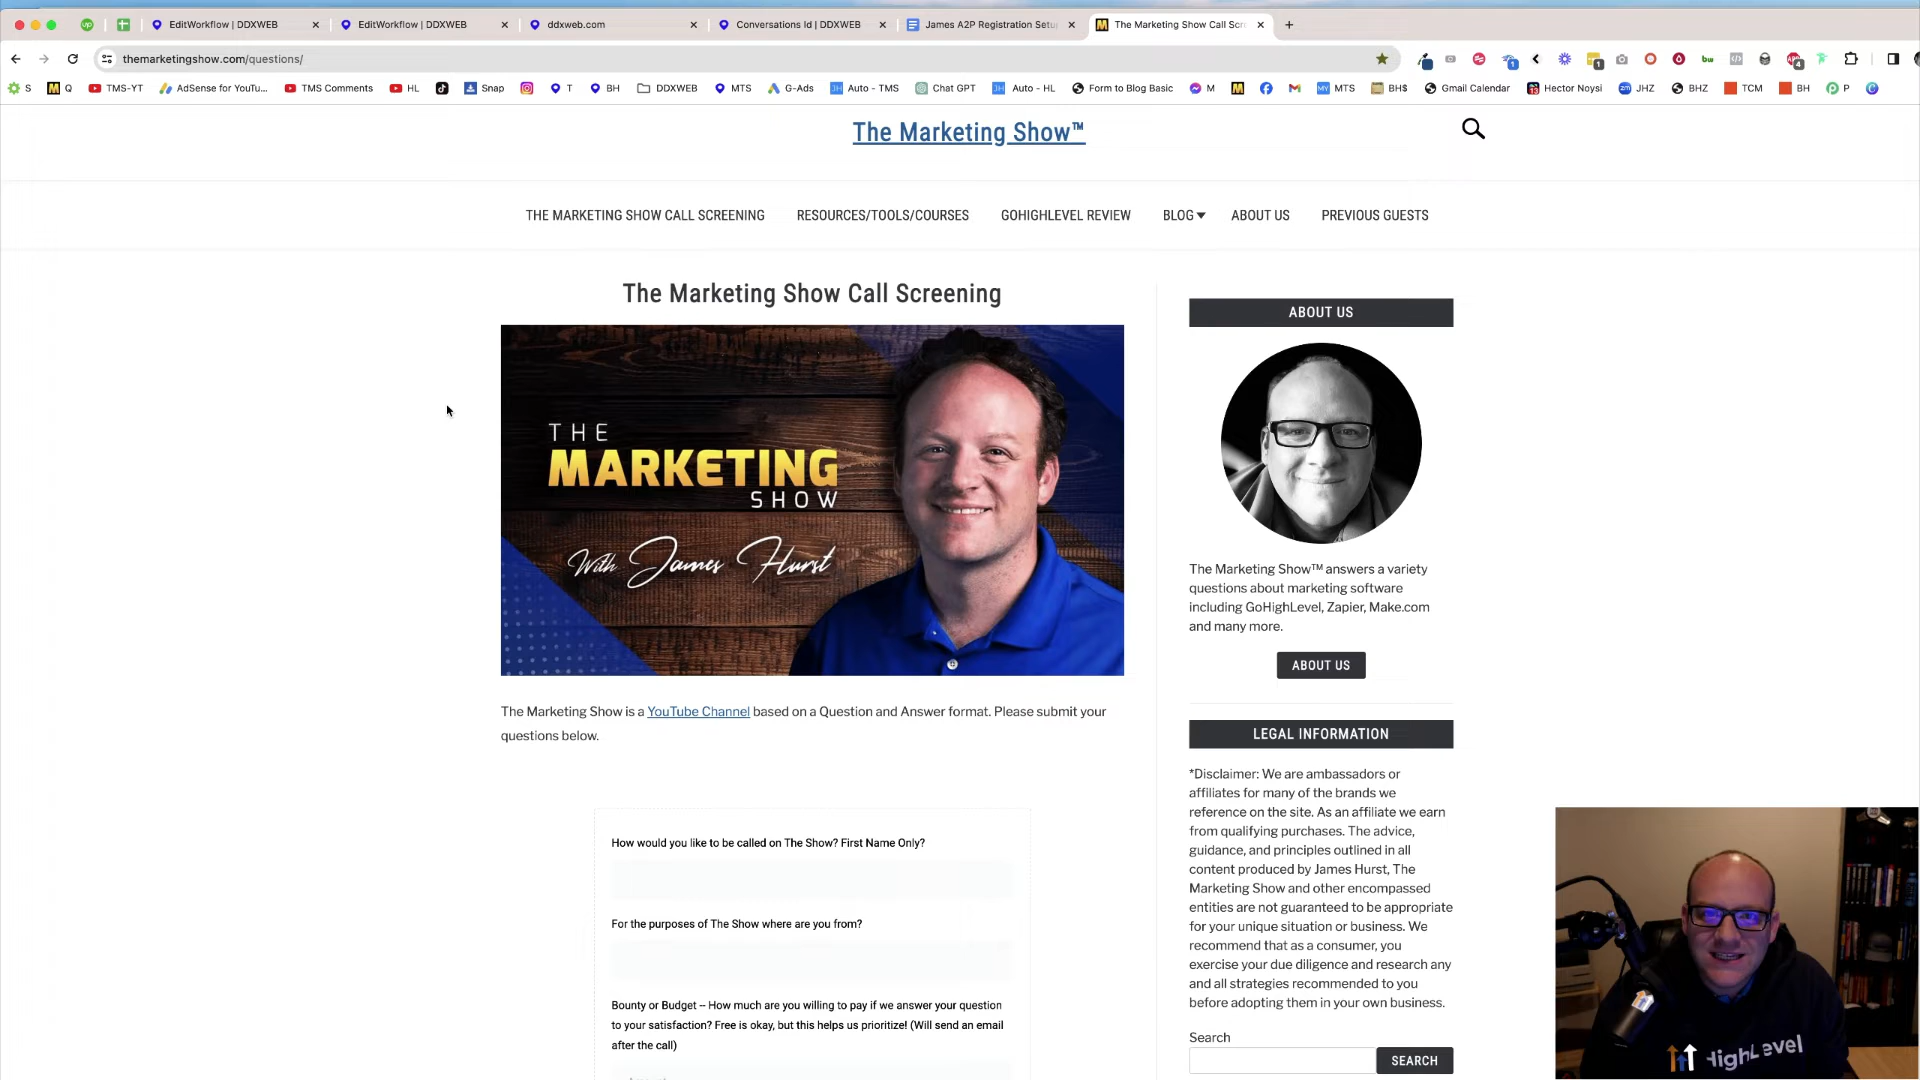 EditWorkflow | DDXWEB
EditWorkflow | DDXWEB
ddxweb.com
Conversations Id | DDXWEB
James A2P Registration Setu
The Marketing Show Call Scr
themarketingshow.com/questions/
S
Q
TMS-YT
AdSense for YouTu...
TMS Comments
HL
Snap
T
BH
DDXWEB
MTS
G-Ads
Auto - TMS
Chat GPT
Auto - HL
Form to Blog Basic
M
MTS
BH$
Gmail Calendar
Hector Noysi
JHZ
BHZ
TCM
BH
P
The Marketing Show™
THE MARKETING SHOW CALL SCREENING
RESOURCES/TOOLS/COURSES
GOHIGHLEVEL REVIEW
BLOG
ABOUT US
PREVIOUS GUESTS
The Marketing Show Call Screening
THE
MARKETING
SHOW
With James Hurst
The Marketing Show is a YouTube Channel based on a Question and Answer format. Please submit your
questions below.
How would you like to be called on The Show? First Name Only?
For the purposes of The Show where are you from?
Bounty or Budget -- How much are you willing to pay if we answer your question
to your satisfaction? Free is okay, but this helps us prioritize! (Will send an email
after the call)
ABOUT US
The Marketing Show™ answers a variety
questions about marketing software
including GoHighLevel, Zapier, Make.com
and many more.
ABOUT US
LEGAL INFORMATION
*Disclaimer: We are ambassadors or
affiliates for many of the brands we
reference on the site. As an affiliate we earn
from qualifying purchases. The advice,
guidance, and principles outlined in all
content produced by James Hurst, The
Marketing Show and other encompassed
entities are not guaranteed to be appropriate
for your unique situation or business. We
recommend that as a consumer, you
exercise your due diligence and research any
and all strategies recommended to you
before adopting them in your own business.
Search
SEARCH
HighLevel